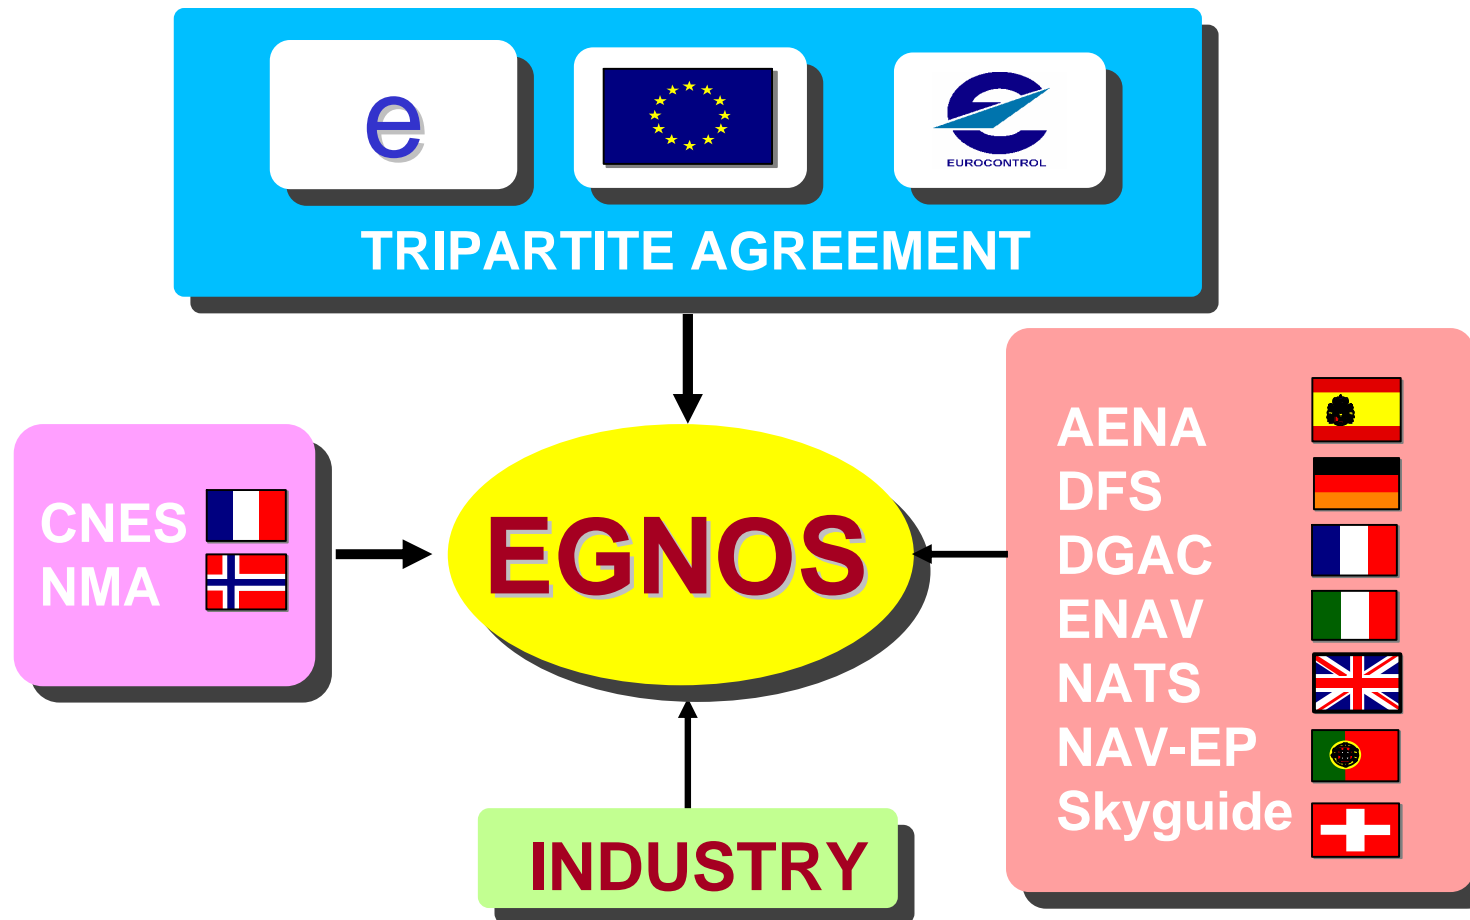 e
EUROCONTROL
TRIPARTITE AGREEMENT
CNES
NMA
EGNOS
AENA
DFS
DGAC
ENAV
NATS
NAV-EP
Skyguide
INDUSTRY